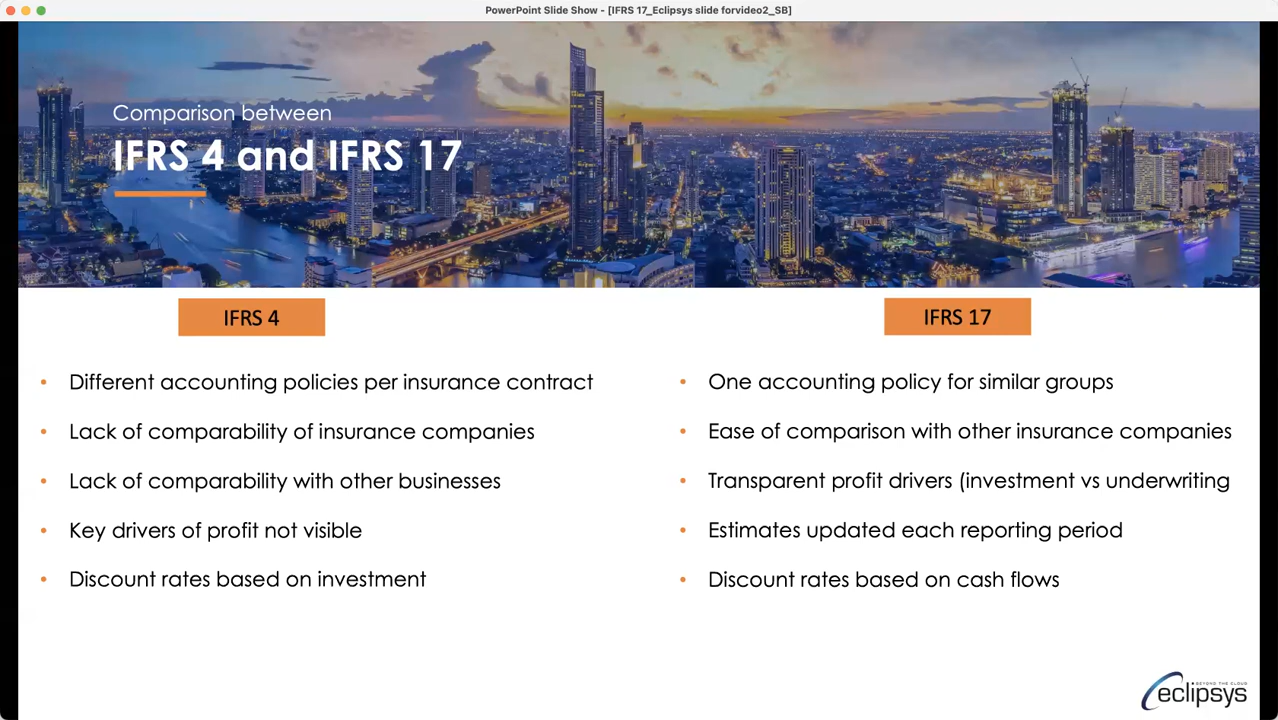 PowerPoint Slide Show - [IFRS 17_Eclipsys slide forvideo2_SB]
Comparison between
IFRS 4 and IFRS 17
IFRS 4
• Different accounting policies per insurance contract
• Lack of comparability of insurance companies
• Lack of comparability with other businesses
• Key drivers of profit not visible
• Discount rates based on investment
IFRS 17
• One accounting policy for similar groups
• Ease of comparison with other insurance companies
• Transparent profit drivers (investment vs underwriting
• Estimates updated each reporting period
• Discount rates based on cash flows
BEYOND THE CLOUD
eclipsys